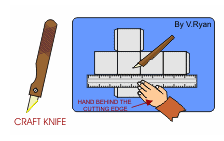 By V.Ryan
HAND BEHIND THE
CUTTING EDGE
CRAFT KNIFE